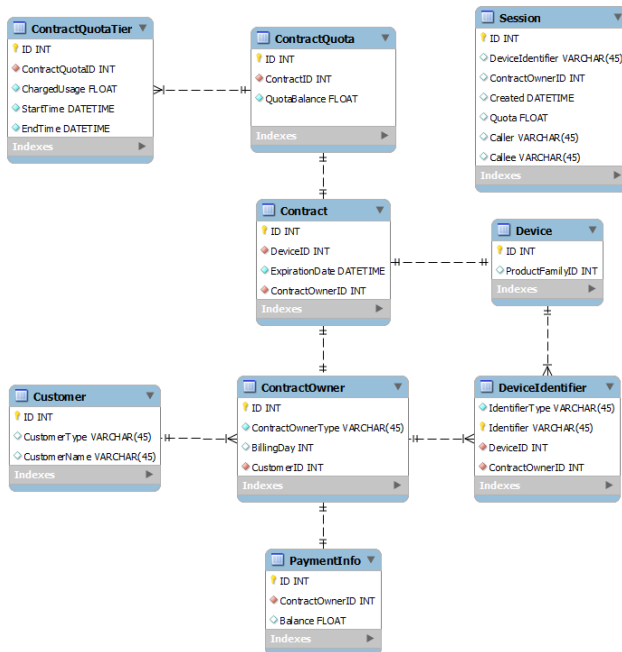 ContractQuotaTier
ID INT
ContractQuotaID INT
ChargedUsage FLOAT
StartTime DATETIME
EndTime DATETIME
Indexes
ContractQuota
ID INT
ContractID INT
QuotaBalance FLOAT
Indexes
Session
ID INT
DeviceIdentifier VARCHAR(45)
ContractOwnerID INT
Created DATETIME
Quota FLOAT
Caller VARCHAR(45)
Callee VARCHAR(45)
Indexes
Contract
ID INT
DeviceID INT
ExpirationDate DATETIME
ContractOwnerID INT
Indexes
Device
ID INT
ProductFamilyID INT
Indexes
Customer
ID INT
CustomerType VARCHAR(45)
CustomerName VARCHAR(45)
Indexes
ContractOwner
ID INT
ContractOwnerType VARCHAR(45)
BillingDay INT
CustomerID INT
Indexes
DeviceIdentifier
IdentifierType VARCHAR(45)
Identifier VARCHAR(45)
DeviceID INT
ContractOwnerID INT
Indexes
PaymentInfo
ID INT
ContractOwnerID INT
Balance FLOAT
Indexes